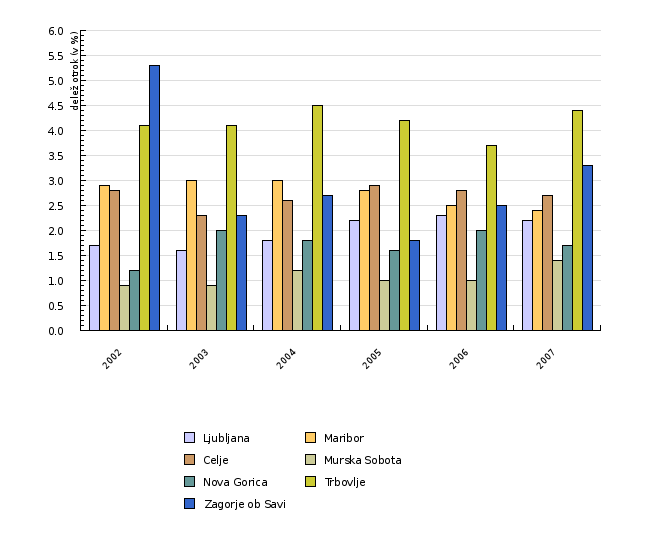 delež otrok (v %)
6.0
5.5
5.0
4.5
4.0
3.5
3.0
2.5
2.0
1.5
1.0
0.5
0.0
2002
2003
2004
2005
2006
2007
Ljubljana
Maribor
Celje
Murska Sobota
Nova Gorica
Trbovlje
Zagorje ob Savi